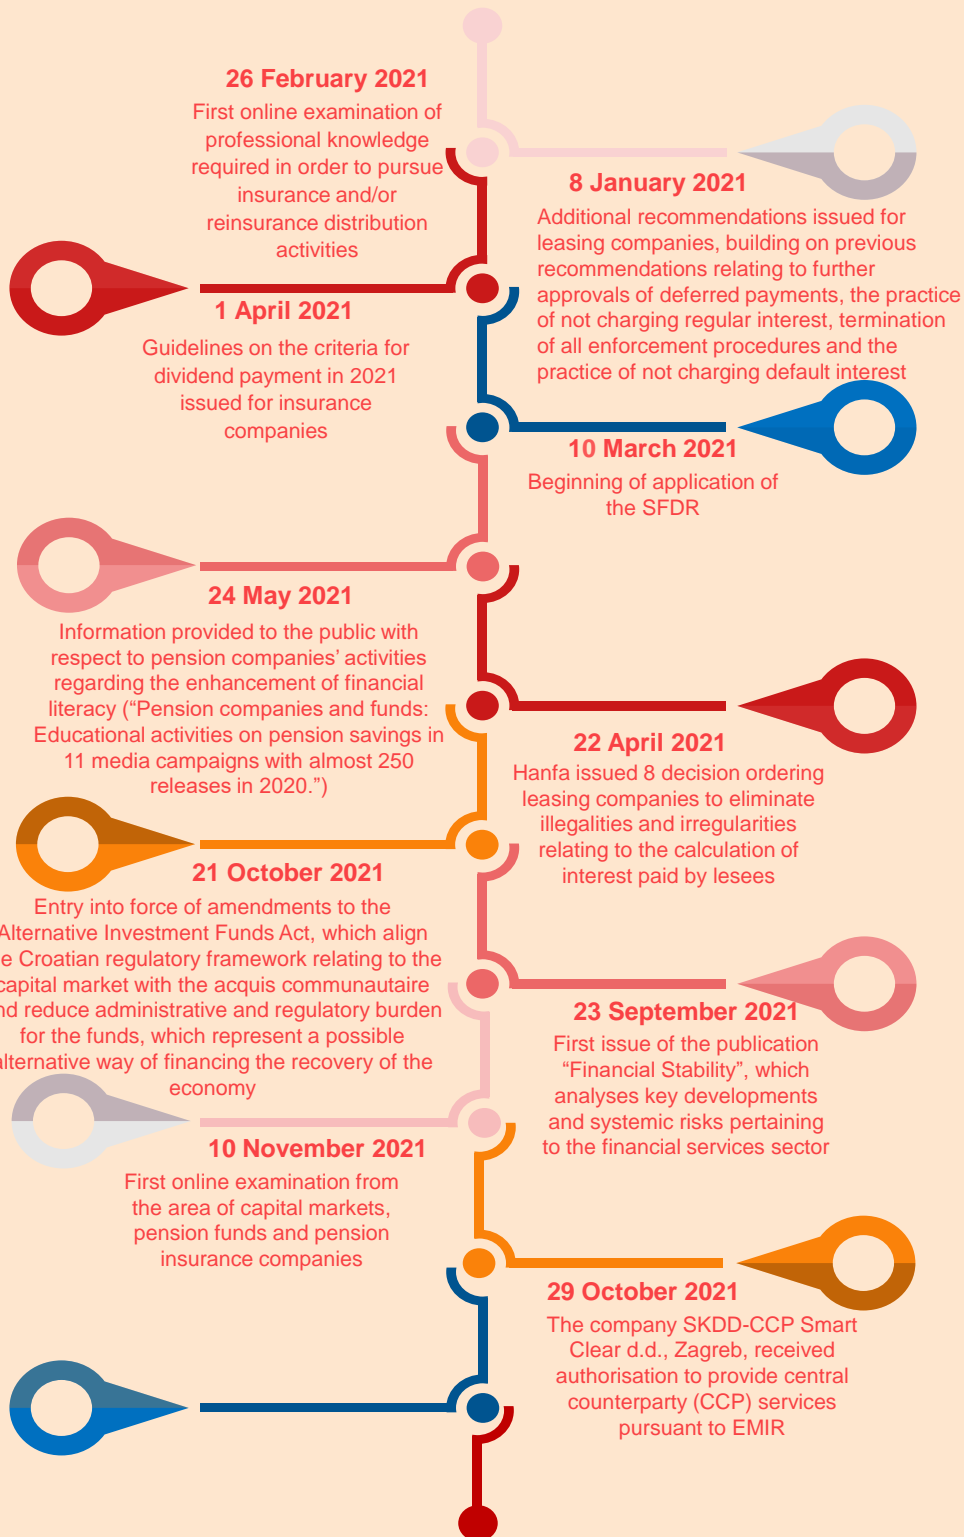 26 February 2021
First online examination of
professional knowledge
required in order to pursue
insurance and/or
reinsurance distribution
activities
8 January 2021
Additional recommendations issued for
leasing companies, building on previous
recommendations relating to further
approvals of deferred payments, the practice
of not charging regular interest, termination
of all enforcement procedures and the
practice of not charging default interest
1 April 2021
Guidelines on the criteria for
dividend payment in 2021
issued for insurance
companies
10 March 2021
Beginning of application of
the SFDR
24 May 2021
Information provided to the public with
respect to pension companies’ activities
regarding the enhancement of financial
literacy (“Pension companies and funds:
Educational activities on pension savings in
11 media campaigns with almost 250
releases in 2020.”)
22 April 2021
Hanfa issued 8 decision ordering
leasing companies to eliminate
illegalities and irregularities
relating to the calculation of
interest paid by lesees
21 October 2021
Entry into force of amendments to the
Alternative Investment Funds Act, which align
e Croatian regulatory framework relating to the
capital market with the acquis communautaire
nd reduce administrative and regulatory burden
for the funds, which represent a possible
alternative way of financing the recovery of the
economy
23 September 2021
First issue of the publication
“Financial Stability”, which
analyses key developments
and systemic risks pertaining
to the financial services sector
10 November 2021
First online examination from
the area of capital markets,
pension funds and pension
insurance companies
29 October 2021
The company SKDD-CCP Smart
Clear d.d., Zagreb, received
authorisation to provide central
counterparty (CCP) services
pursuant to EMIR